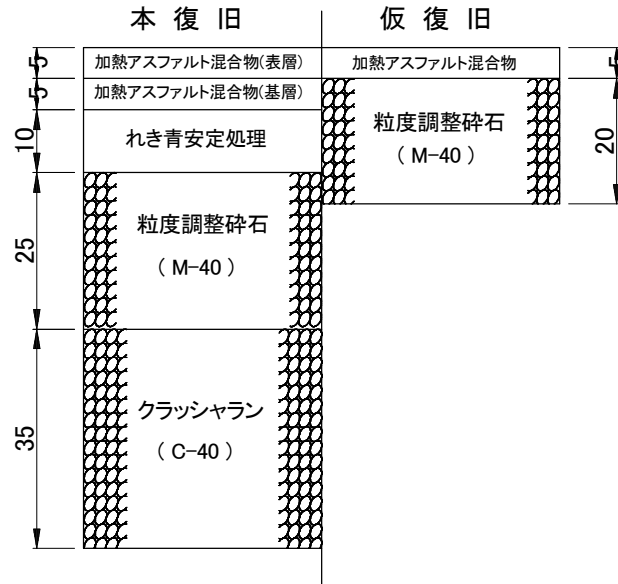 本 復 旧
仮 復 旧
5
加熱アスファルト混合物(表層)
加熱アスファルト混合物
5
5
加熱アスファルト混合物(基層)
10
れき青安定処理
粒度調整砕石
( M-40 )
20
25
粒度調整砕石
( M-40 )
35
クラッシャラン
( C-40 )